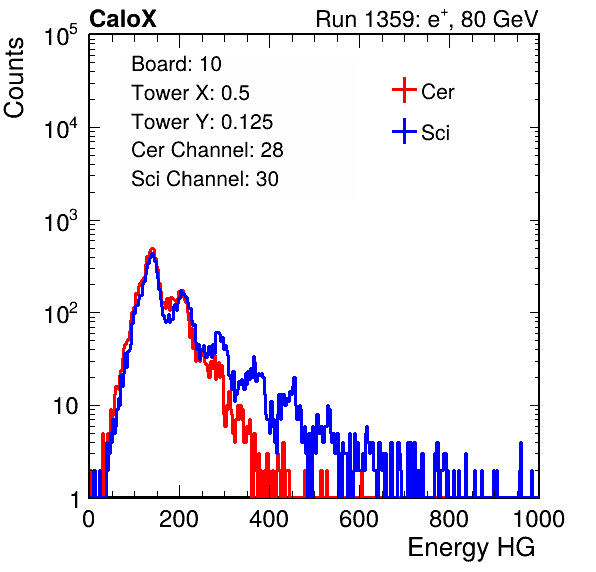 CaloX Run 1359: e⁺, 80 GeV
Counts
10⁵
10⁴
10³
10²
10
1
Board: 10
Tower X: 0.5
Tower Y: 0.125
Cer Channel: 28
Sci Channel: 30
Cer
Sci
0 200 400 600 800 1000
Energy HG